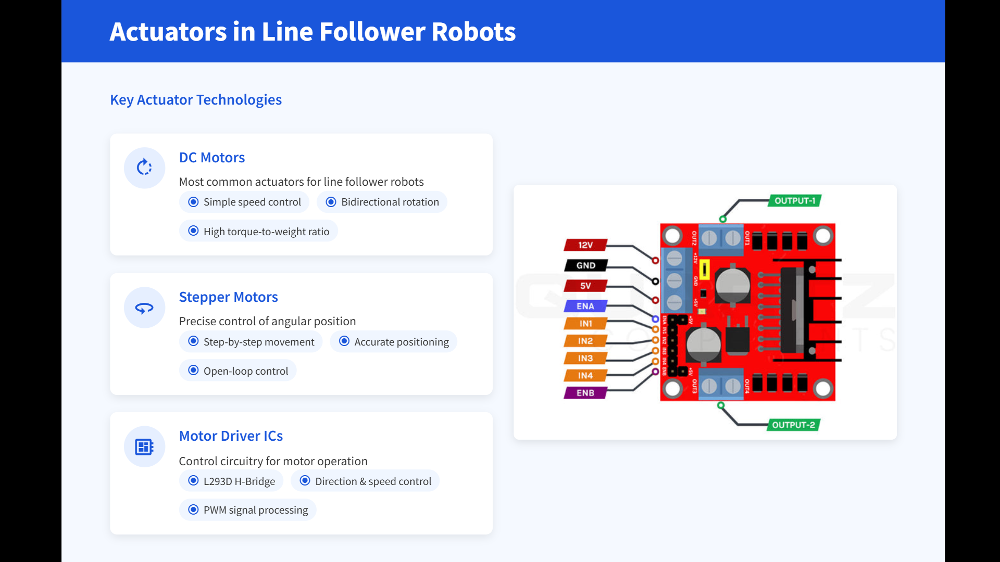 Actuators in Line Follower Robots
Key Actuator Technologies
DC Motors
Most common actuators for line follower robots
Simple speed control
Bidirectional rotation
High torque-to-weight ratio
Stepper Motors
Precise control of angular position
Step-by-step movement
Accurate positioning
Open-loop control
Motor Driver ICs
Control circuitry for motor operation
L293D H-Bridge
Direction & speed control
PWM signal processing
OUTPUT-1
12V
GND
5V
ENA
IN1
IN2
IN3
IN4
ENB
OUT2
OUT1
+12V
GND
+5V
ENA
+5V
IN1
IN2
IN3
IN4
ENB
+5V
OUT3
OUT4
OUTPUT-2